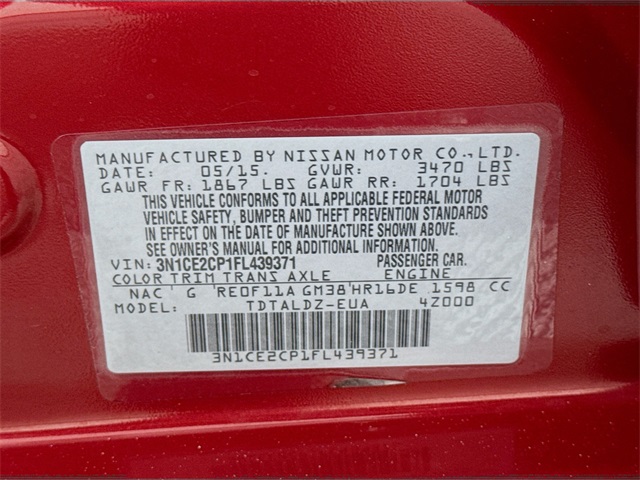 MANUFACTURED BY NISSAN MOTOR CO.,LTD.
DATE: 05/15. GVWR: 3470 LBS
GAWR FR: 1867 LBS GAWR RR: 1704 LBS
THIS VEHICLE CONFORMS TO ALL APPLICABLE FEDERAL MOTOR
VEHICLE SAFETY, BUMPER AND THEFT PREVENTION STANDARDS
IN EFFECT ON THE DATE OF MANUFACTURE SHOWN ABOVE.
SEE OWNER'S MANUAL FOR ADDITIONAL INFORMATION.
VIN: 3N1CE2CP1FL439371 PASSENGER CAR.
COLOR TRIM TRANS AXLE ENGINE
NAC' G 'RE0F11A GM38'HR16DE 1598 CC
MODEL: TDTALDZ-EUA 4Z000
3N1CE2CP1FL439371